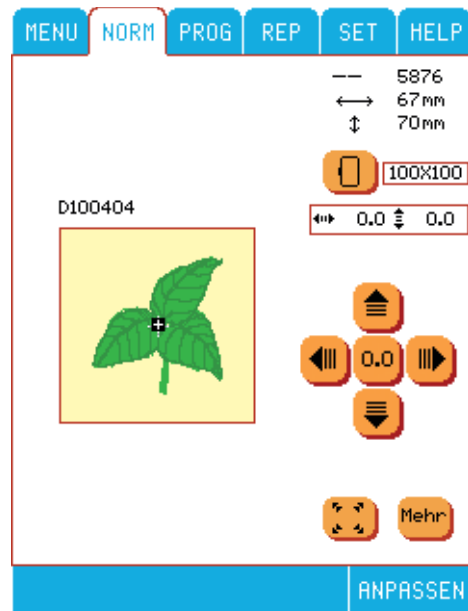 MENU NORM PROG REP SET HELP
-- 5876
67mm
70mm
100X100
D100404
0.0 0.0
0.0
Mehr
ANPASSEN